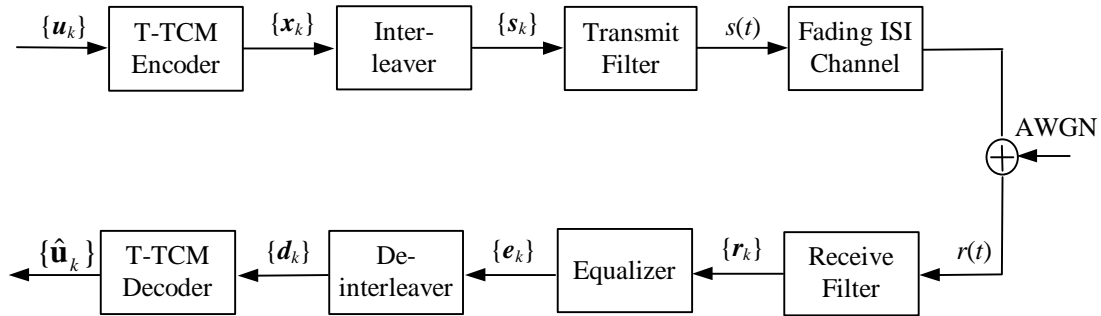 {u_k}
T-TCM
Encoder
{x_k}
Inter-
leaver
{s_k}
Transmit
Filter
s(t)
Fading ISI
Channel
AWGN
r(t)
Receive
Filter
{r_k}
Equalizer
{e_k}
De-
interleaver
{d_k}
T-TCM
Decoder
{û_k}